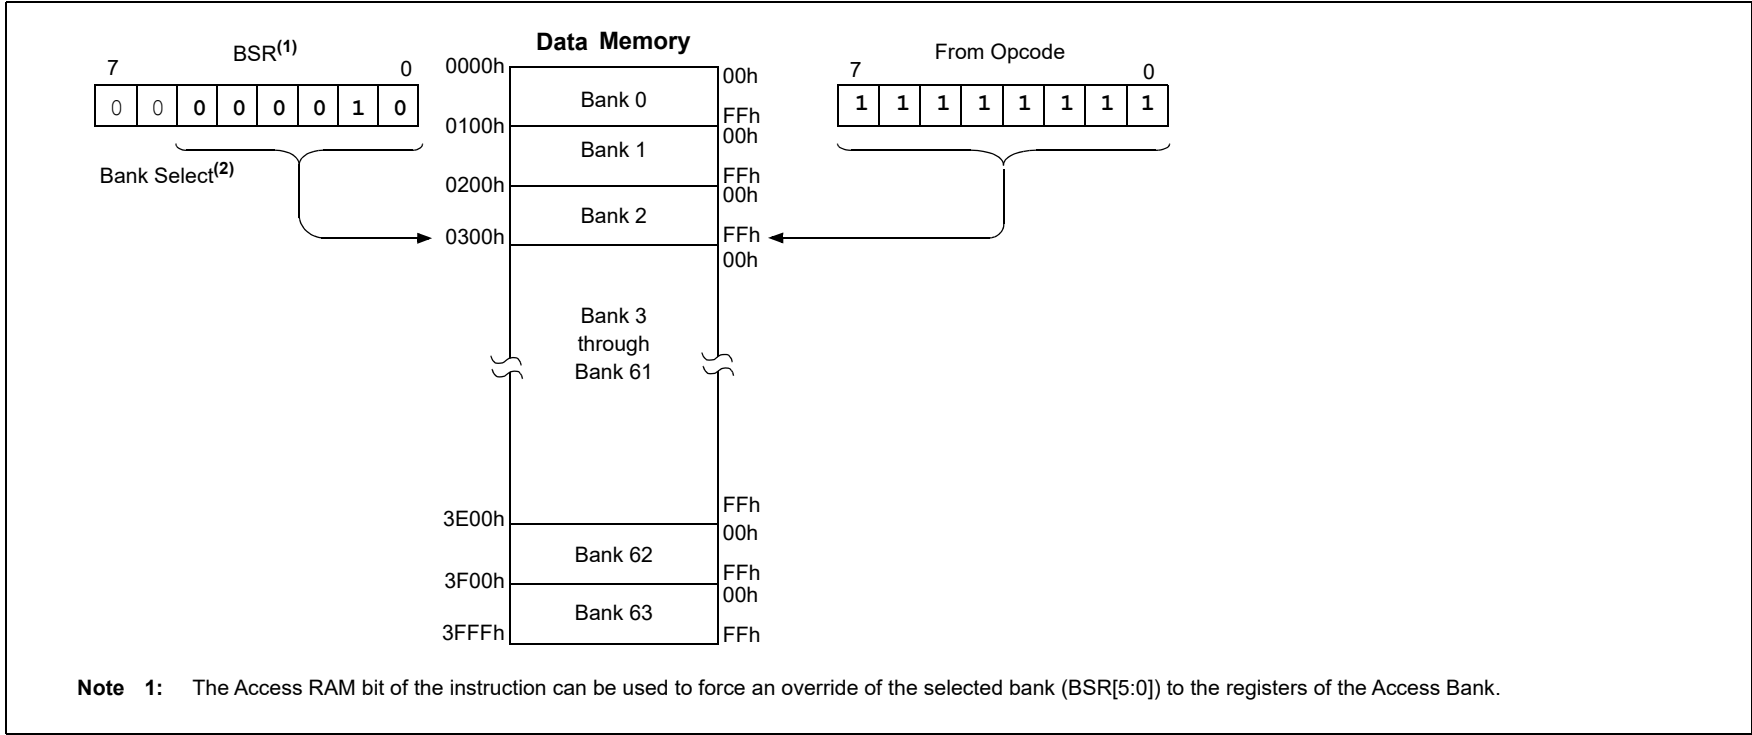 Data Memory
BSR(1)
7 0
0 0 0 0 0 0 1 0
Bank Select(2)
From Opcode
7 0
1 1 1 1 1 1 1 1
0000h
Bank 0
00h
FFh
0100h
Bank 1
00h
FFh
0200h
Bank 2
00h
FFh
0300h
00h
Bank 3
through
Bank 61
FFh
3E00h
00h
Bank 62
FFh
3F00h
00h
Bank 63
3FFFh
FFh
Note 1: The Access RAM bit of the instruction can be used to force an override of the selected bank (BSR[5:0]) to the registers of the Access Bank.